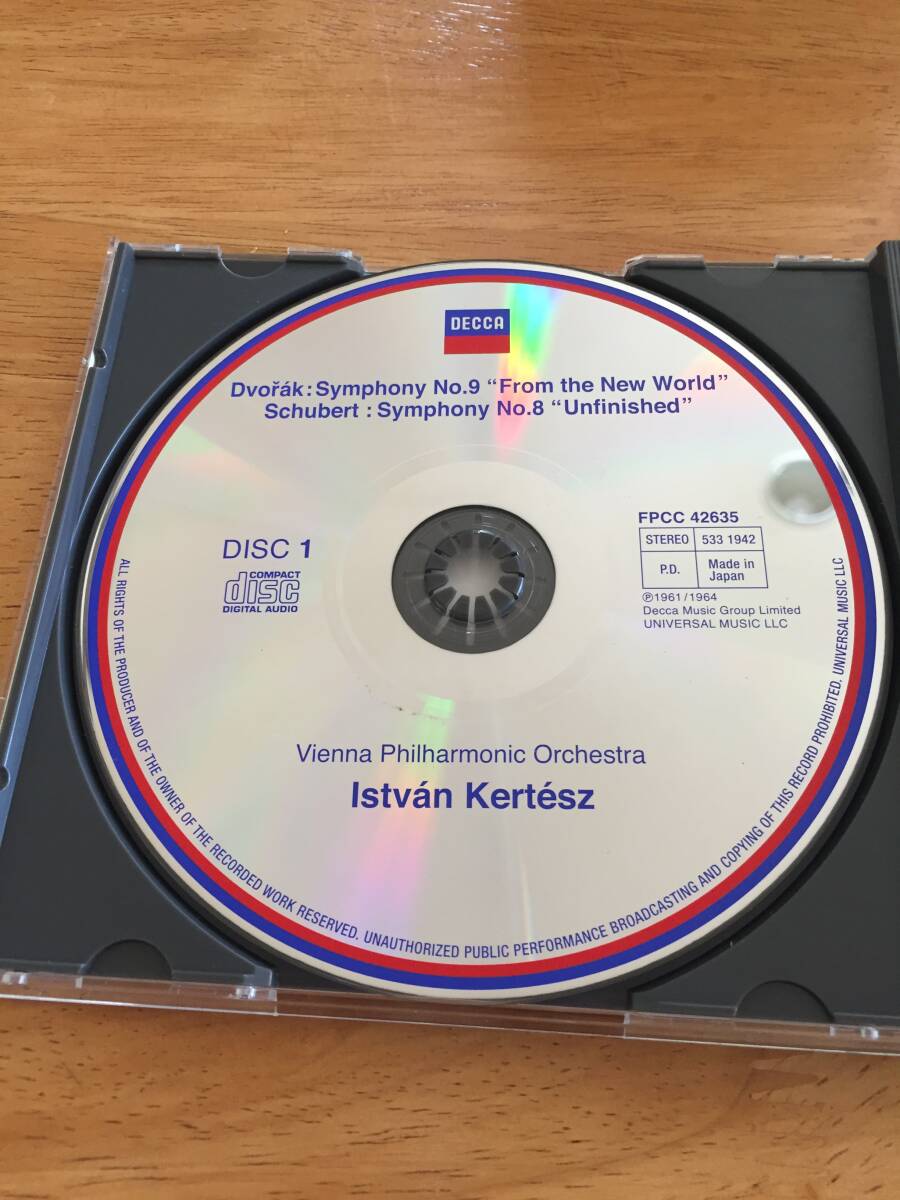 DECCA
Dvořák : Symphony No.9 “From the New World”
Schubert : Symphony No.8 “Unfinished”
DISC 1
COMPACT
disc
DIGITAL AUDIO
FPCC 42635
STEREO 533 1942
P.D. Made in Japan
℗1961/1964
Decca Music Group Limited
UNIVERSAL MUSIC LLC
Vienna Philharmonic Orchestra
István Kertész
ALL RIGHTS OF THE PRODUCER AND OF THE OWNER OF THE RECORDED WORK RESERVED. UNAUTHORIZED PUBLIC PERFORMANCE BROADCASTING AND COPYING OF THIS RECORD PROHIBITED. UNIVERSAL MUSIC LLC